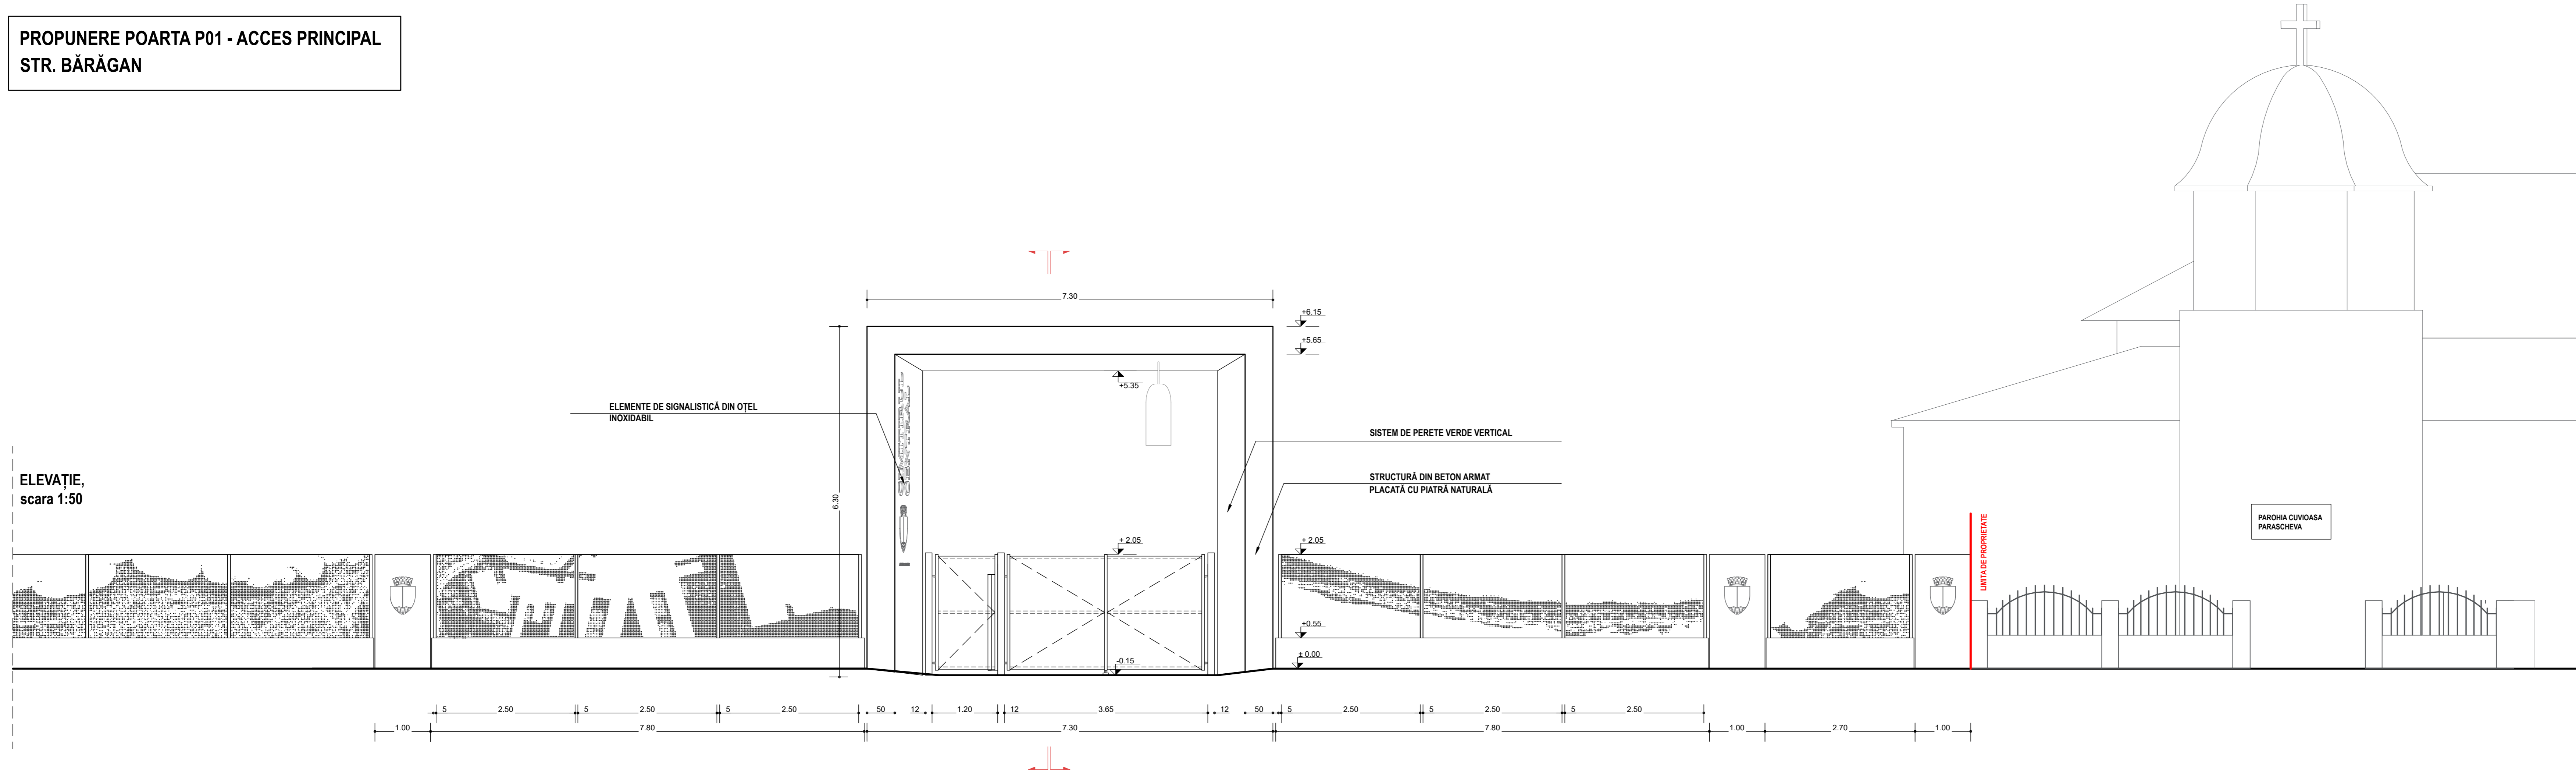 PROPUNERE POARTA P01 - ACCES PRINCIPAL
STR. BĂRĂGAN
7.30
+6.15
+5.65
+5.35
ELEMENTE DE SIGNALISTICĂ DIN OȚEL
INOXIDABIL
SISTEM DE PERETE VERDE VERTICAL
STRUCTURĂ DIN BETON ARMAT
PLACATĂ CU PIATRĂ NATURALĂ
6.30
ELEVAȚIE,
scara 1:50
PAROHIA CUVIOASA
PARASCHEVA
LIMITA DE PROPRIETATE
+ 2.05
+ 2.05
+0.55
± 0.00
-0.15
5 2.50 5 2.50 5 2.50 50 12 1.20 12 3.65 12 50 5 2.50 5 2.50 5 2.50
1.00 7.80 7.30 7.80 1.00 2.70 1.00